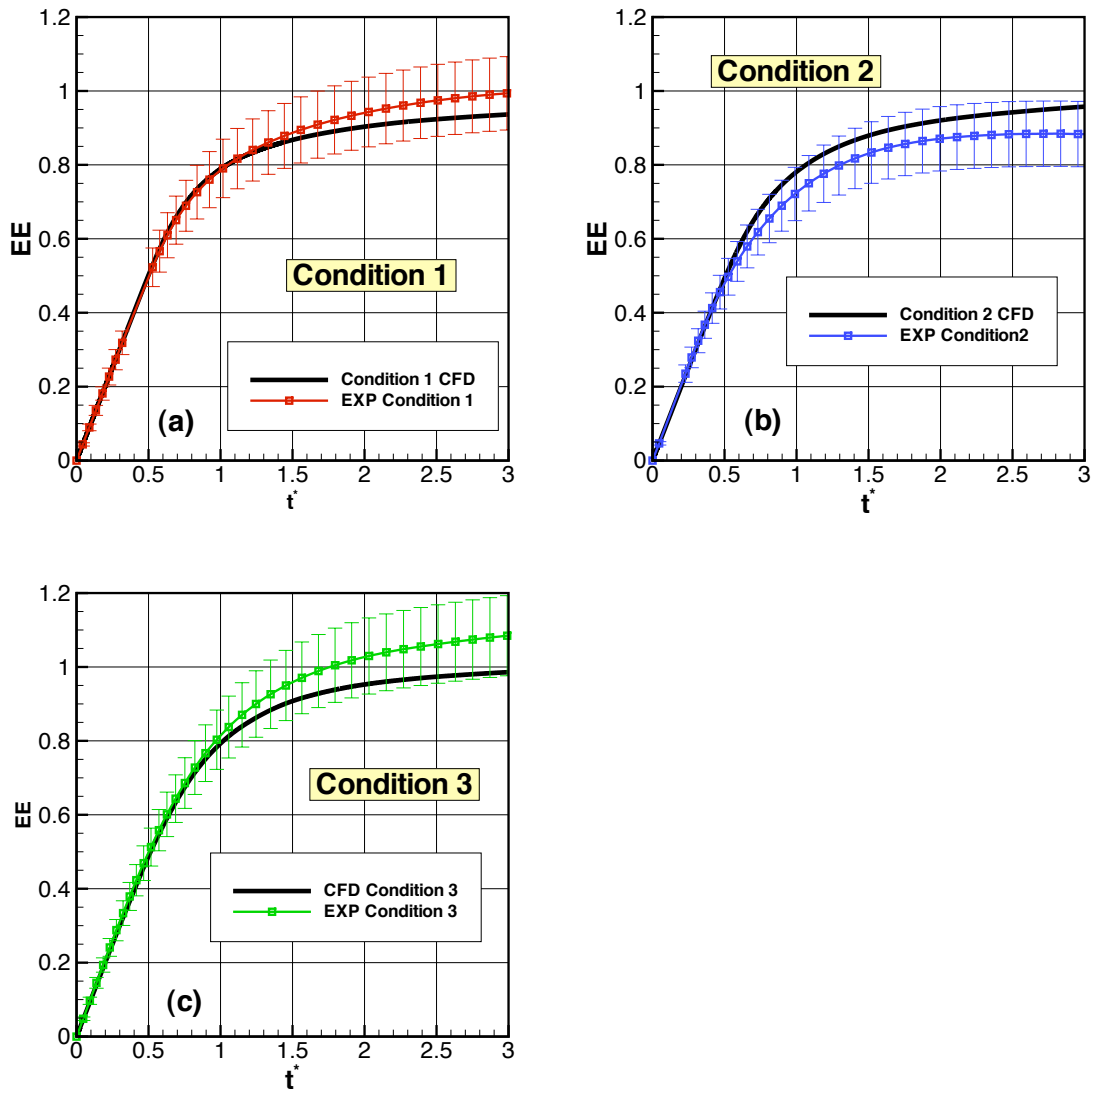 1.2
1
0.8
0.6
0.4
0.2
0
EE
Condition 1
Condition 1 CFD
EXP Condition 1
(a)
0 0.5 1 1.5 2 2.5 3
t*
1.2
1
0.8
0.6
0.4
0.2
0
EE
Condition 2
Condition 2 CFD
EXP Condition2
(b)
0 0.5 1 1.5 2 2.5 3
t*
1.2
1
0.8
0.6
0.4
0.2
0
EE
Condition 3
CFD Condition 3
EXP Condition 3
(c)
0 0.5 1 1.5 2 2.5 3
t*